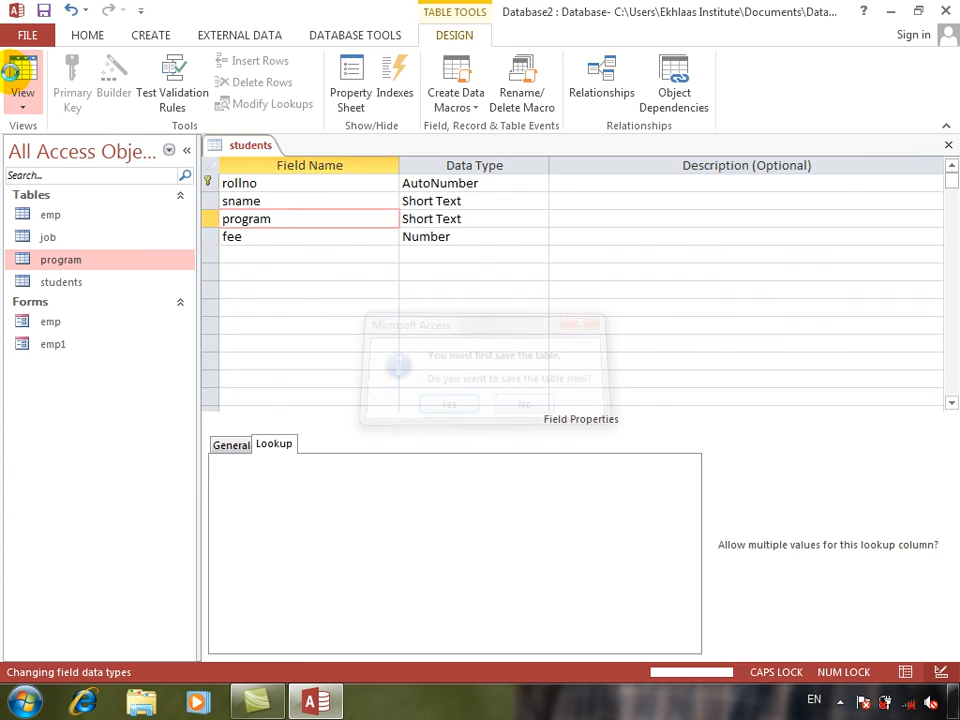 TABLE TOOLS
Database2 : Database- C:\Users\Ekhlaas Institute\Documents\Data...
FILE
HOME
CREATE
EXTERNAL DATA
DATABASE TOOLS
DESIGN
Sign in
View
Primary Key
Builder
Test Validation Rules
Insert Rows
Delete Rows
Modify Lookups
Property Sheet
Indexes
Create Data Macros
Rename/ Delete Macro
Relationships
Object Dependencies
Views
Tools
Show/Hide
Field, Record & Table Events
Relationships
All Access Obje...
Search...
Tables
emp
job
program
students
Forms
emp
emp1
students
Field Name
Data Type
Description (Optional)
rollno
AutoNumber
sname
Short Text
program
Short Text
fee
Number
Microsoft Access
You must first save the table.
Do you want to save the table now?
Yes
No
Field Properties
General
Lookup
Allow multiple values for this lookup column?
Changing field data types
CAPS LOCK
NUM LOCK
EN